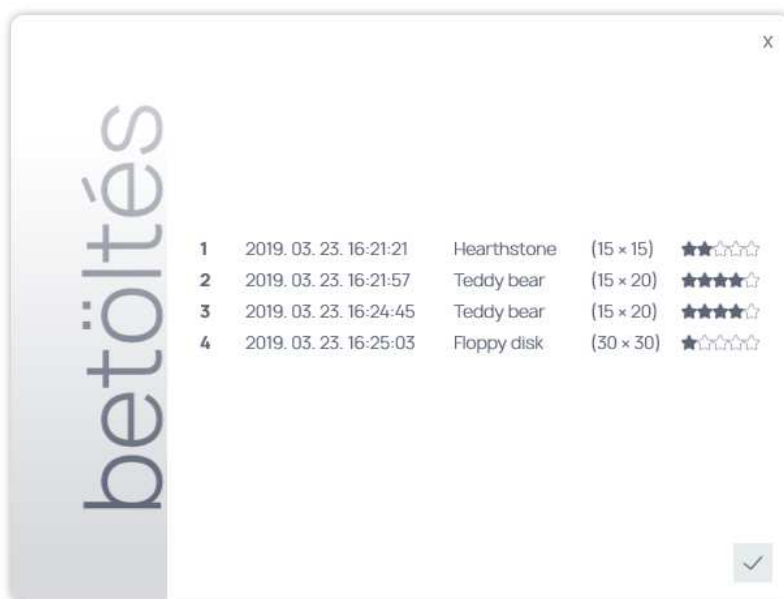 x
betöltés
1 2019. 03. 23. 16:21:21 Hearthstone (15 × 15) ★★☆☆☆
2 2019. 03. 23. 16:21:57 Teddy bear (15 × 20) ★★★★☆
3 2019. 03. 23. 16:24:45 Teddy bear (15 × 20) ★★★★☆
4 2019. 03. 23. 16:25:03 Floppy disk (30 × 30) ★☆☆☆☆